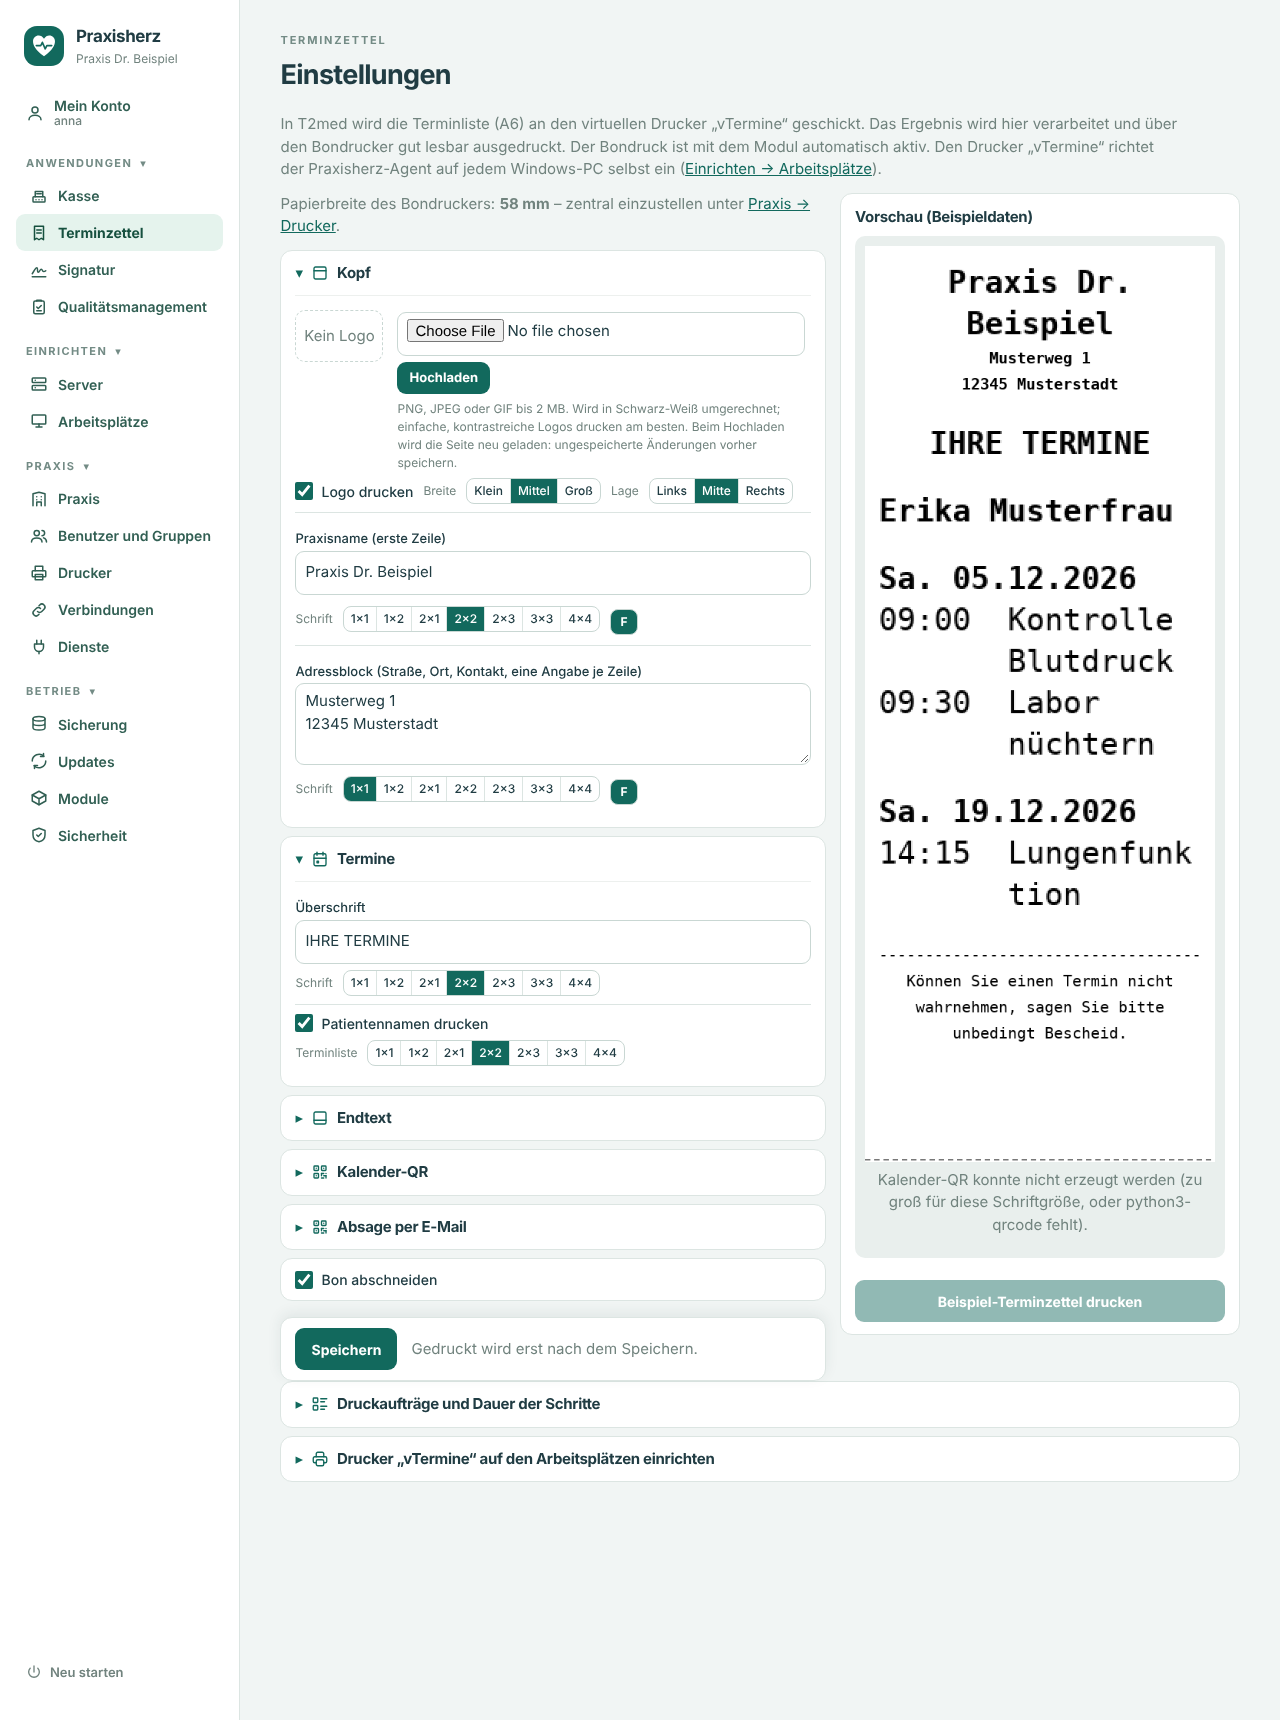 Praxisherz
Praxis Dr. Beispiel
Mein Konto
anna
ANWENDUNGEN ▾
Kasse
Terminzettel
Signatur
Qualitätsmanagement
EINRICHTEN ▾
Server
Arbeitsplätze
PRAXIS ▾
Praxis
Benutzer und Gruppen
Drucker
Verbindungen
Dienste
BETRIEB ▾
Sicherung
Updates
Module
Sicherheit
Neu starten
TERMINZETTEL
Einstellungen
In T2med wird die Terminliste (A6) an den virtuellen Drucker „vTermine“ geschickt. Das Ergebnis wird hier verarbeitet und über
den Bondrucker gut lesbar ausgedruckt. Der Bondruck ist mit dem Modul automatisch aktiv. Den Drucker „vTermine“ richtet
der Praxisherz-Agent auf jedem Windows-PC selbst ein (Einrichten → Arbeitsplätze).
Papierbreite des Bondruckers: 58 mm – zentral einzustellen unter Praxis →
Drucker.
▾ Kopf
Kein Logo
Choose File No file chosen
Hochladen
PNG, JPEG oder GIF bis 2 MB. Wird in Schwarz-Weiß umgerechnet;
einfache, kontrastreiche Logos drucken am besten. Beim Hochladen
wird die Seite neu geladen: ungespeicherte Änderungen vorher
speichern.
Logo drucken Breite Klein Mittel Groß Lage Links Mitte Rechts
Praxisname (erste Zeile)
Praxis Dr. Beispiel
Schrift 1×1 1×2 2×1 2×2 2×3 3×3 4×4 F
Adressblock (Straße, Ort, Kontakt, eine Angabe je Zeile)
Musterweg 1
12345 Musterstadt
Schrift 1×1 1×2 2×1 2×2 2×3 3×3 4×4 F
▾ Termine
Überschrift
IHRE TERMINE
Schrift 1×1 1×2 2×1 2×2 2×3 3×3 4×4
Patientennamen drucken
Terminliste 1×1 1×2 2×1 2×2 2×3 3×3 4×4
▸ Endtext
▸ Kalender-QR
▸ Absage per E-Mail
Bon abschneiden
Speichern Gedruckt wird erst nach dem Speichern.
Vorschau (Beispieldaten)
Praxis Dr.
Beispiel
Musterweg 1
12345 Musterstadt
IHRE TERMINE
Erika Musterfrau
Sa. 05.12.2026
09:00 Kontrolle
Blutdruck
09:30 Labor
nüchtern
Sa. 19.12.2026
14:15 Lungenfunk
tion
-----------------------------------
Können Sie einen Termin nicht
wahrnehmen, sagen Sie bitte
unbedingt Bescheid.
Kalender-QR konnte nicht erzeugt werden (zu
groß für diese Schriftgröße, oder python3-
qrcode fehlt).
Beispiel-Terminzettel drucken
▸ Druckaufträge und Dauer der Schritte
▸ Drucker „vTermine“ auf den Arbeitsplätzen einrichten